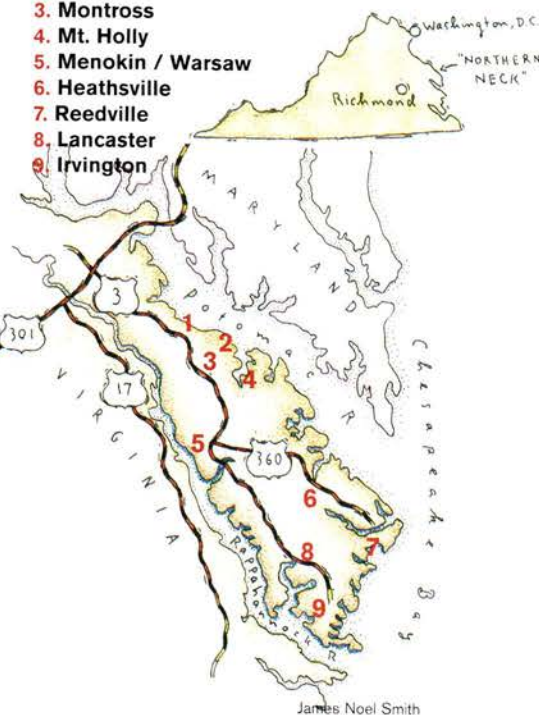 3. Montross
4. Mt. Holly
5. Menokin / Warsaw
6. Heathsville
7. Reedville
8. Lancaster
9. Irvington
Washington, D.C.
"NORTHERN
NECK"
Richmond
MARYLAND
Potomac R
Chesapeake Bay
VIRGINIA
Rappahannock R
301
3
17
360
1
2
3
4
5
6
7
8
9
James Noel Smith